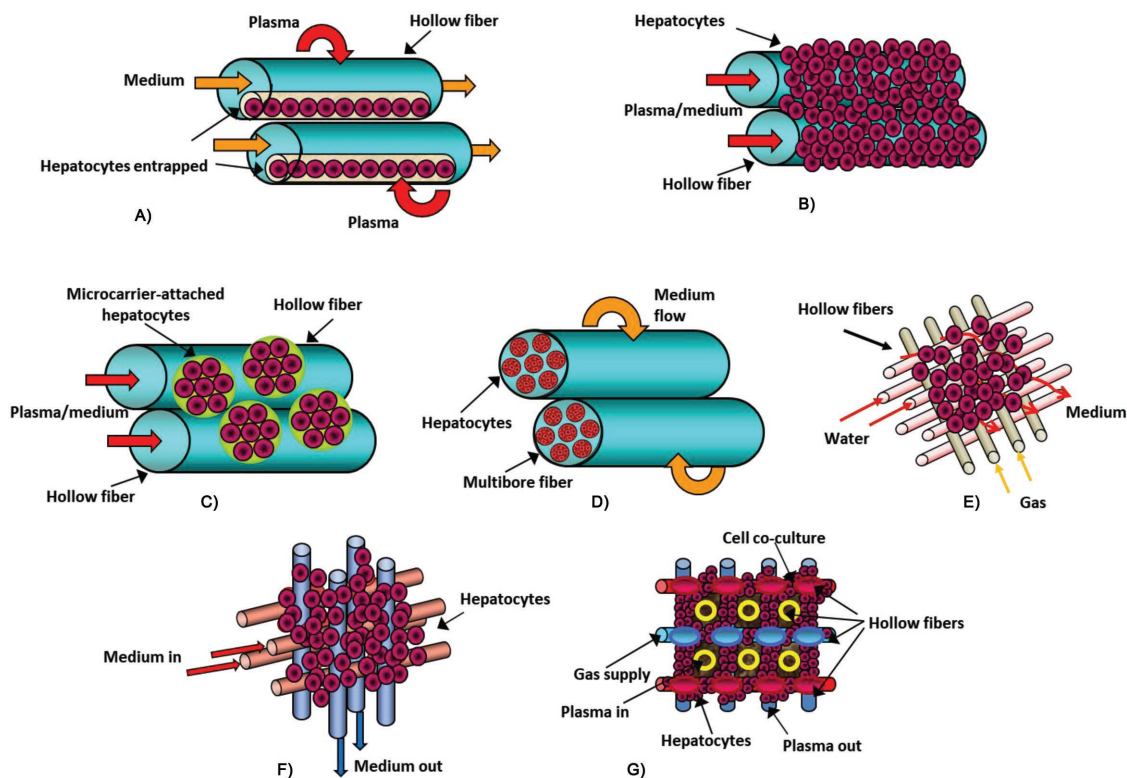 Plasma
Hollow fiber
Medium
Hepatocytes entrapped
Plasma
A)
Hepatocytes
Plasma/medium
Hollow fiber
B)
Microcarrier-attached
hepatocytes
Hollow fiber
Plasma/medium
Hollow fiber
C)
Medium
flow
Hepatocytes
Multibore fiber
D)
Hollow fibers
Water
Medium
Gas
E)
Hepatocytes
Medium in
Medium out
F)
Cell co-culture
Hollow fibers
Gas supply
Plasma in
Hepatocytes
Plasma out
G)